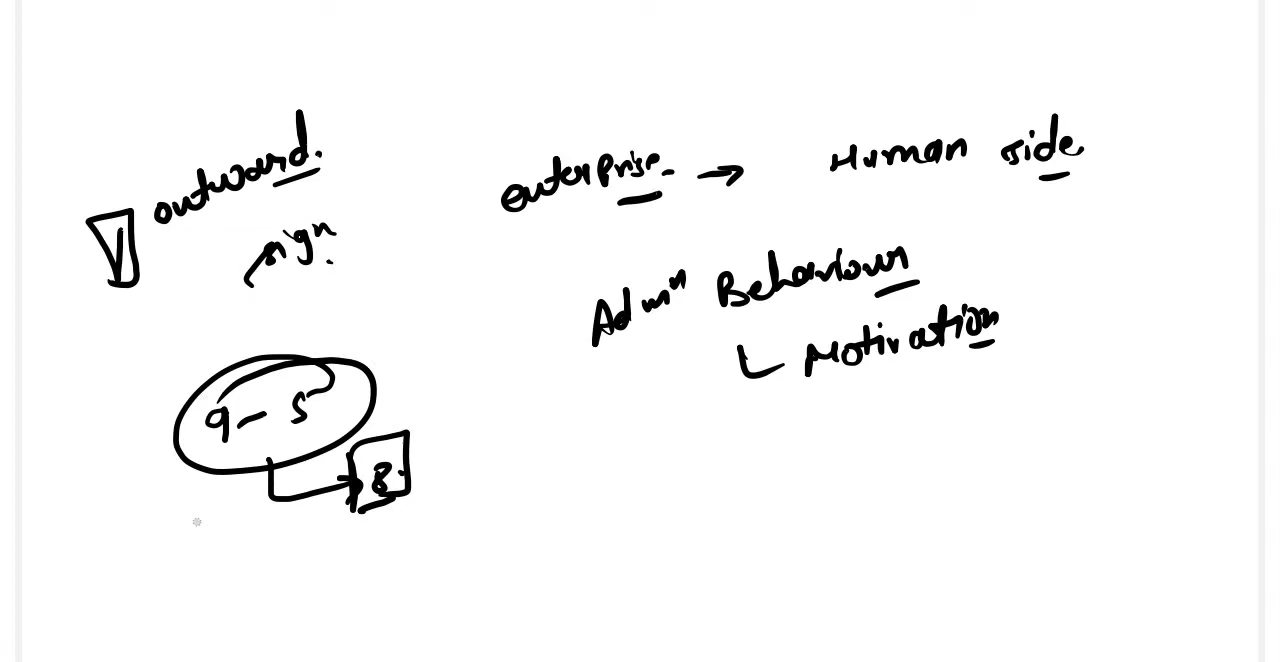 outward.
sign.
enterprise. → Human side
Admn Behaviour
Motivation
9 - 5
8